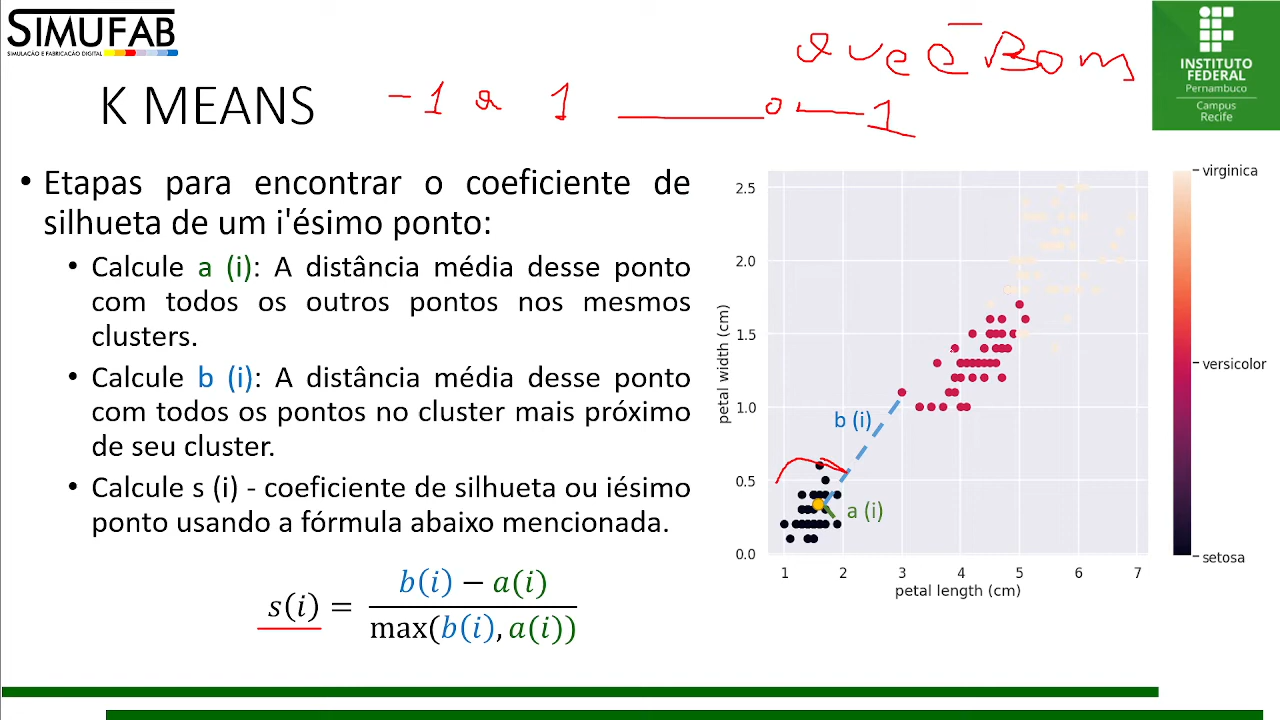 SIMUFAB
SIMULAÇÃO E FABRICAÇÃO DIGITAL
que é Bom
INSTITUTO
FEDERAL
Pernambuco
Campus
Recife
K MEANS
-1 a 1 0 1
• Etapas para encontrar o coeficiente de
silhueta de um i'ésimo ponto:
• Calcule a (i): A distância média desse ponto
com todos os outros pontos nos mesmos
clusters.
• Calcule b (i): A distância média desse ponto
com todos os pontos no cluster mais próximo
de seu cluster.
• Calcule s (i) - coeficiente de silhueta ou iésimo
ponto usando a fórmula abaixo mencionada.
s(i) = b(i) − a(i)
max(b(i), a(i))
petal width (cm)
2.5
2.0
1.5
1.0
0.5
0.0
b (i)
a (i)
1 2 3 4 5 6 7
petal length (cm)
virginica
versicolor
setosa